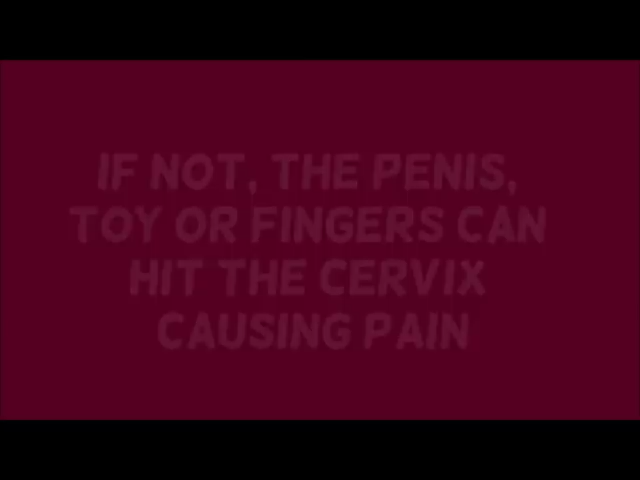 IF NOT, THE PENIS,
TOY OR FINGERS CAN
HIT THE CERVIX
CAUSING PAIN